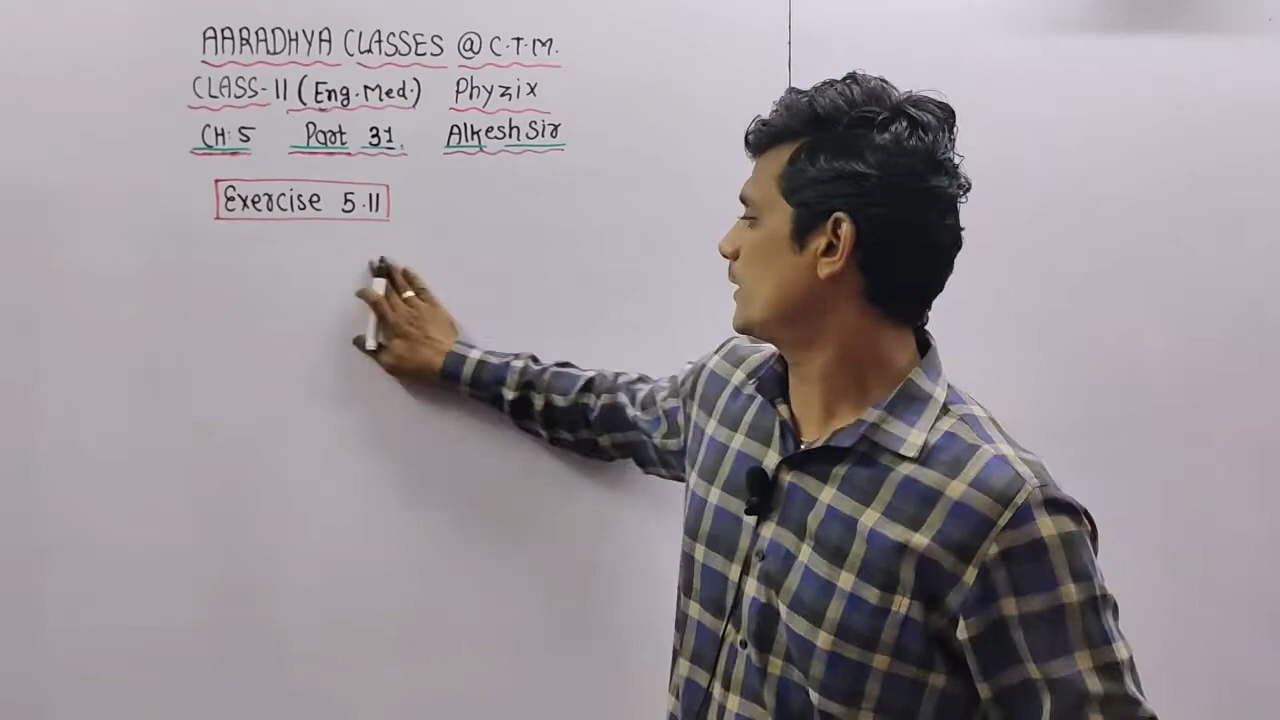 AARADHYA CLASSES @ C.T.M.
CLASS-11 (Eng.Med.) Phyzix
CH:5 Part 31. Alkesh Sir
Exercise 5.11